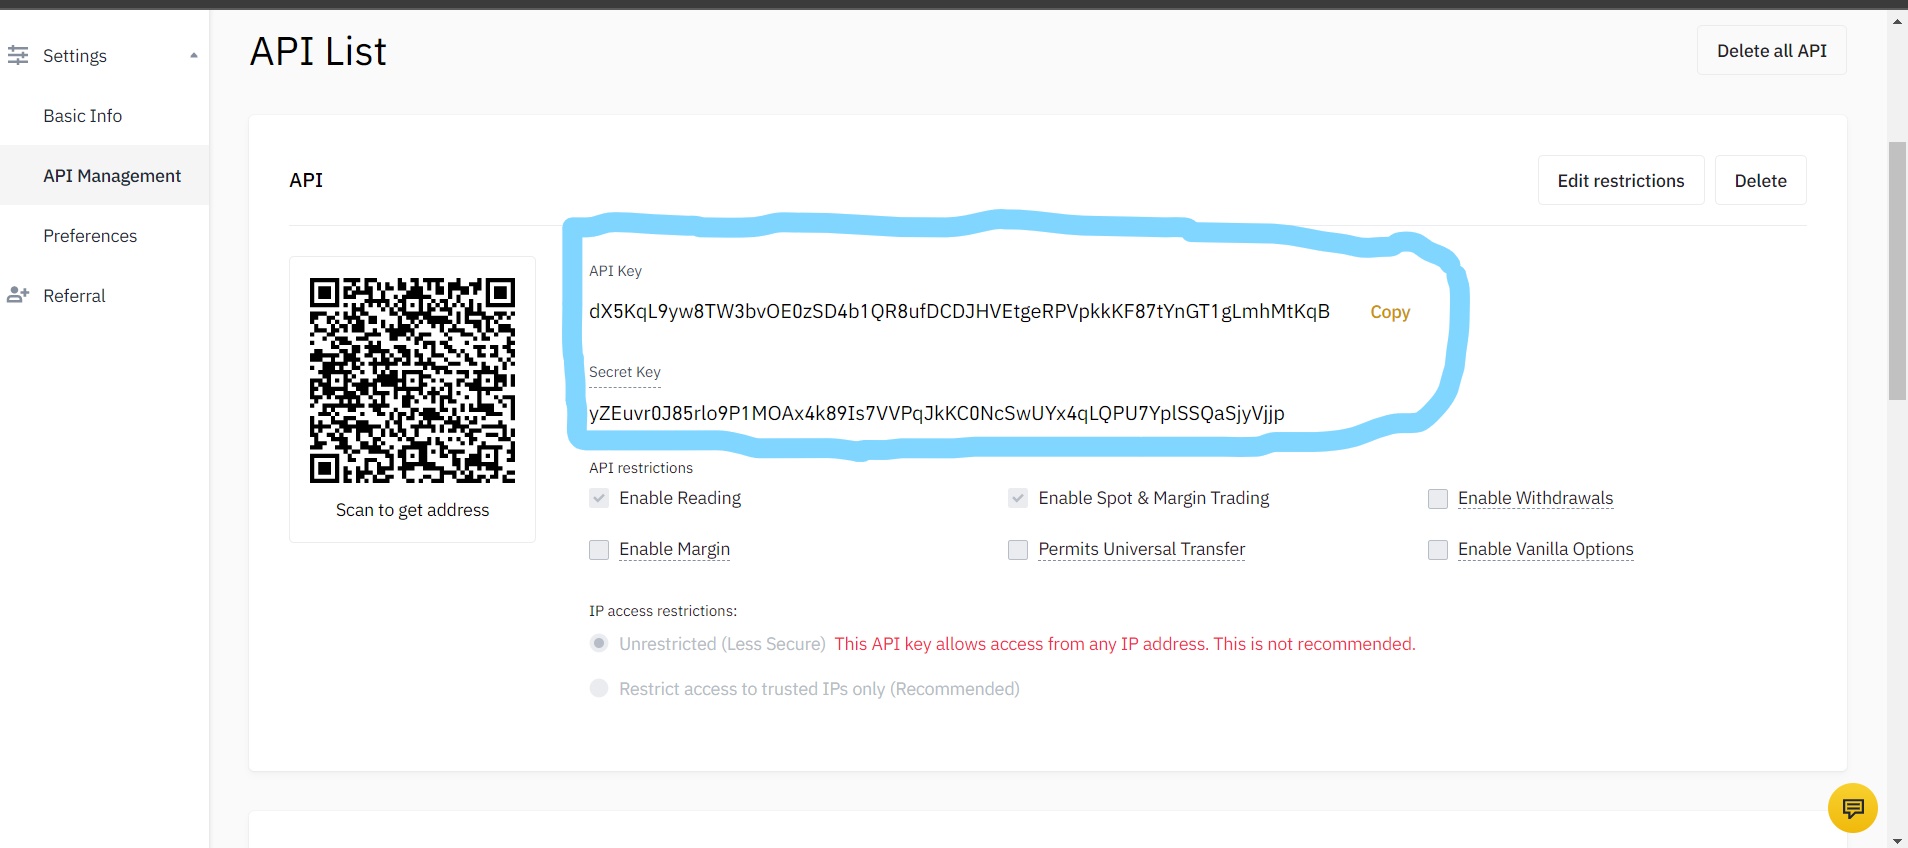 Settings
Basic Info
API Management
Preferences
Referral
API List
Delete all API
API
Edit restrictions
Delete
Scan to get address
API Key
dX5KqL9yw8TW3bvOE0zSD4b1QR8ufDCDJHVEtgeRPVpkkKF87tYnGT1gLmhMtKqB
Copy
Secret Key
yZEuvr0J85rlo9P1MOAx4k89Is7VVPqJkKC0NcSwUYx4qLQPU7YplSSQaSjyVjjp
API restrictions
Enable Reading
Enable Spot & Margin Trading
Enable Withdrawals
Enable Margin
Permits Universal Transfer
Enable Vanilla Options
IP access restrictions:
Unrestricted (Less Secure) This API key allows access from any IP address. This is not recommended.
Restrict access to trusted IPs only (Recommended)